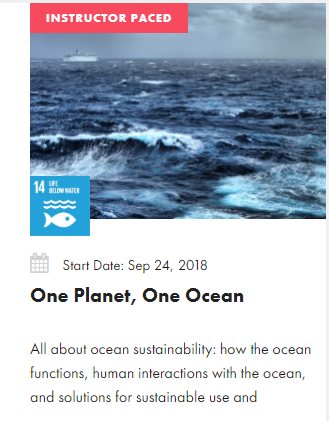 INSTRUCTOR PACED
14 LIFE
BELOW WATER
Start Date: Sep 24, 2018
One Planet, One Ocean
All about ocean sustainability: how the ocean
functions, human interactions with the ocean,
and solutions for sustainable use and